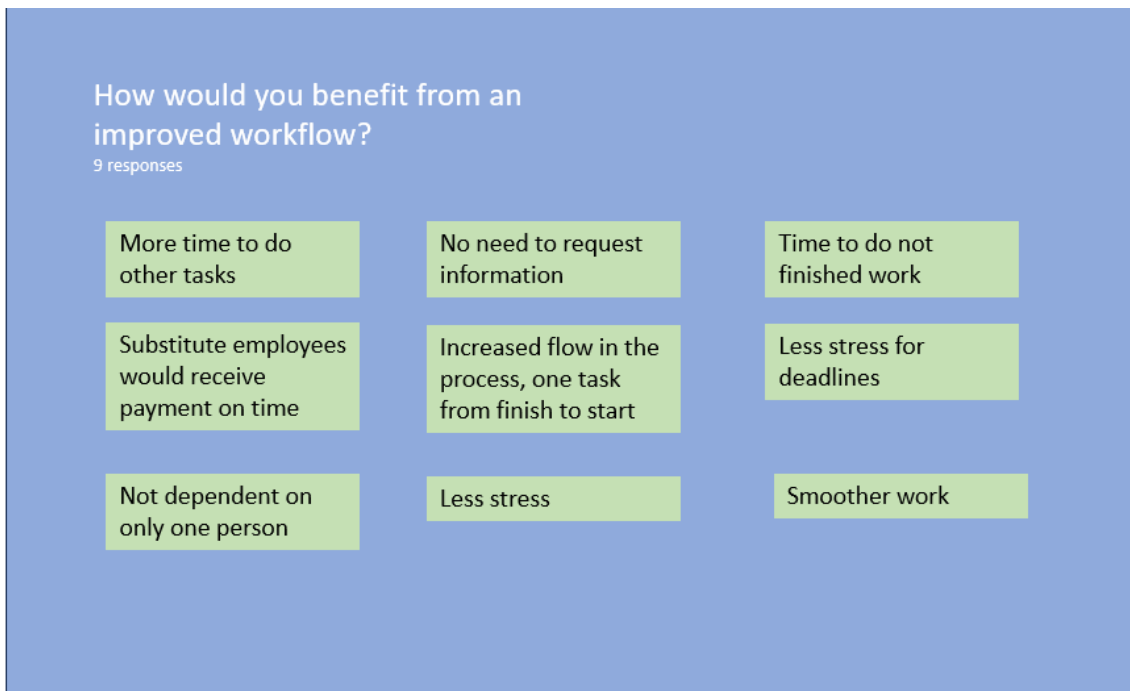 How would you benefit from an
improved workflow?
9 responses
More time to do
other tasks
No need to request
information
Time to do not
finished work
Substitute employees
would receive
payment on time
Increased flow in the
process, one task
from finish to start
Less stress for
deadlines
Not dependent on
only one person
Less stress
Smoother work